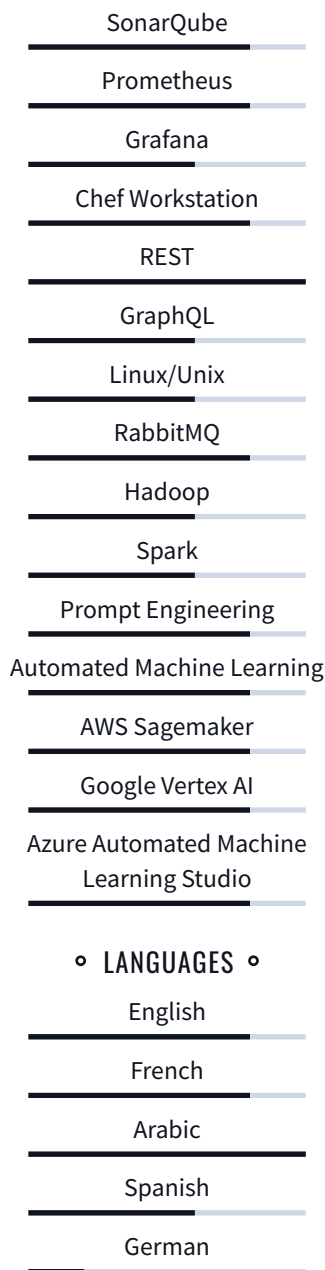 SonarQube
Prometheus
Grafana
Chef Workstation
REST
GraphQL
Linux/Unix
RabbitMQ
Hadoop
Spark
Prompt Engineering
Automated Machine Learning
AWS Sagemaker
Google Vertex AI
Azure Automated Machine
Learning Studio
LANGUAGES
English
French
Arabic
Spanish
German